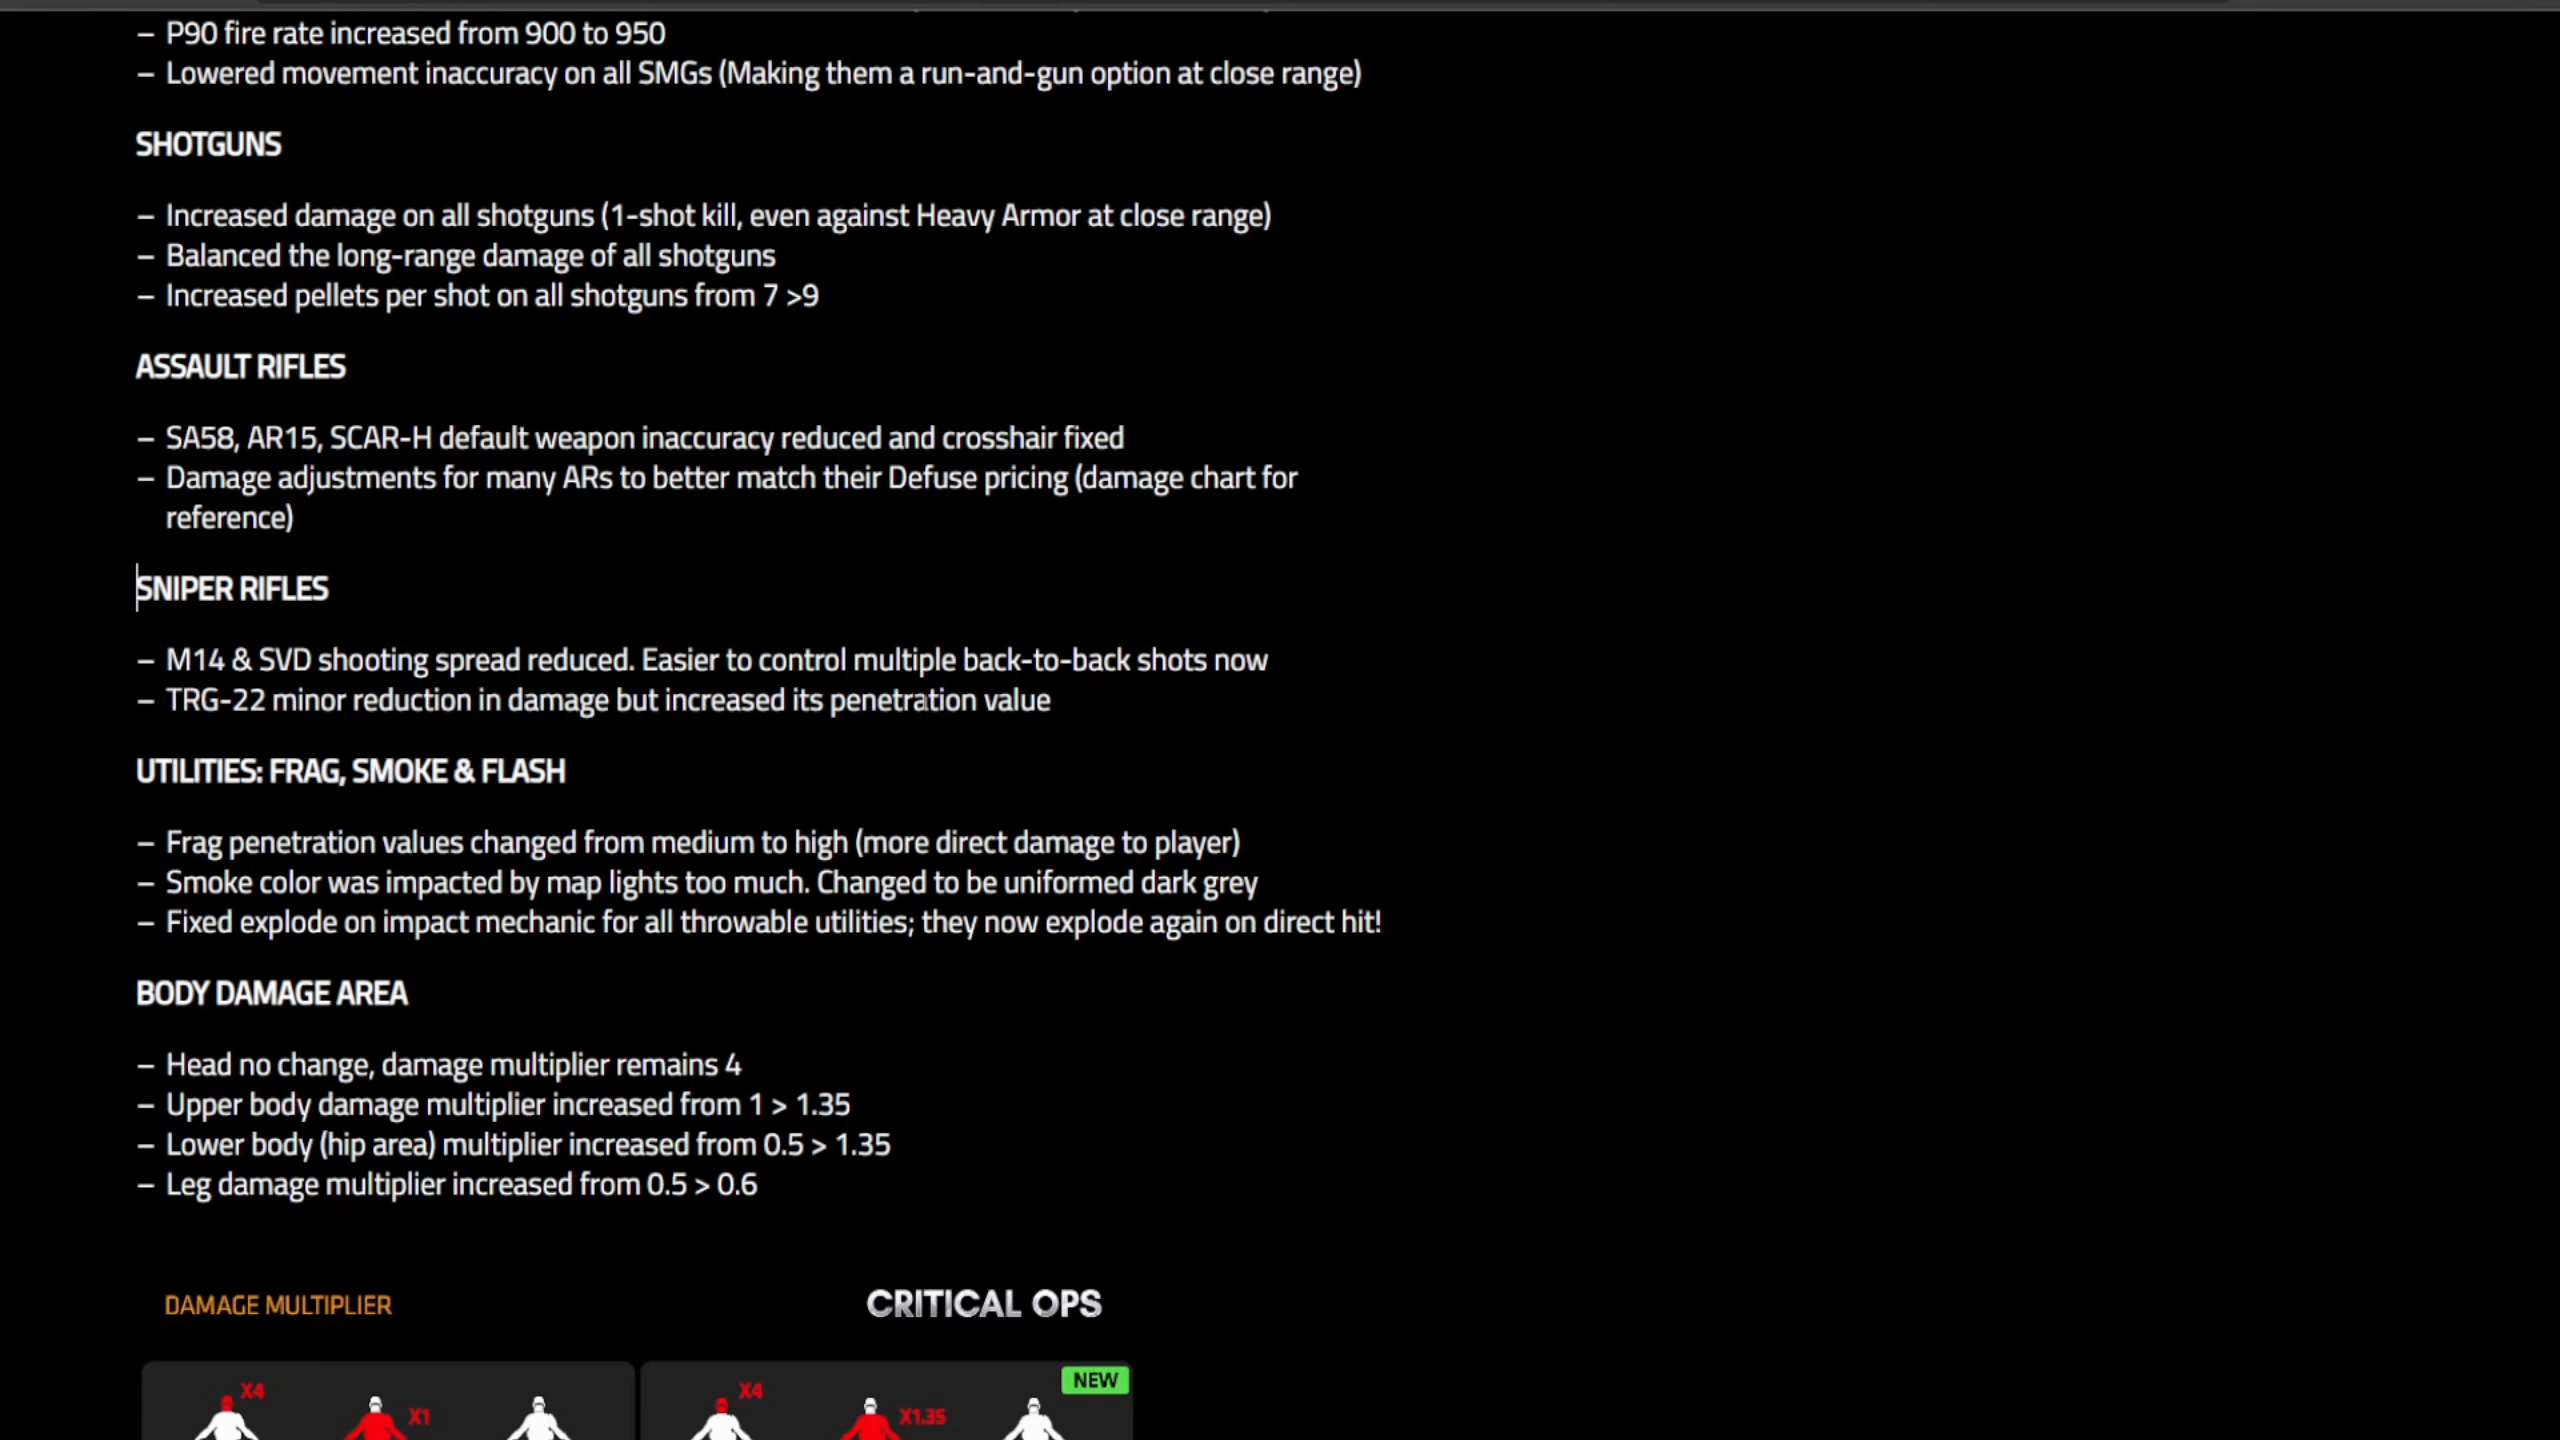 – P90 fire rate increased from 900 to 950
– Lowered movement inaccuracy on all SMGs (Making them a run-and-gun option at close range)
SHOTGUNS
– Increased damage on all shotguns (1-shot kill, even against Heavy Armor at close range)
– Balanced the long-range damage of all shotguns
– Increased pellets per shot on all shotguns from 7 >9
ASSAULT RIFLES
– SA58, AR15, SCAR-H default weapon inaccuracy reduced and crosshair fixed
– Damage adjustments for many ARs to better match their Defuse pricing (damage chart for
reference)
SNIPER RIFLES
– M14 & SVD shooting spread reduced. Easier to control multiple back-to-back shots now
– TRG-22 minor reduction in damage but increased its penetration value
UTILITIES: FRAG, SMOKE & FLASH
– Frag penetration values changed from medium to high (more direct damage to player)
– Smoke color was impacted by map lights too much. Changed to be uniformed dark grey
– Fixed explode on impact mechanic for all throwable utilities; they now explode again on direct hit!
BODY DAMAGE AREA
– Head no change, damage multiplier remains 4
– Upper body damage multiplier increased from 1 > 1.35
– Lower body (hip area) multiplier increased from 0.5 > 1.35
– Leg damage multiplier increased from 0.5 > 0.6
DAMAGE MULTIPLIER
CRITICAL OPS
NEW
X4
X1
X4
X1.35